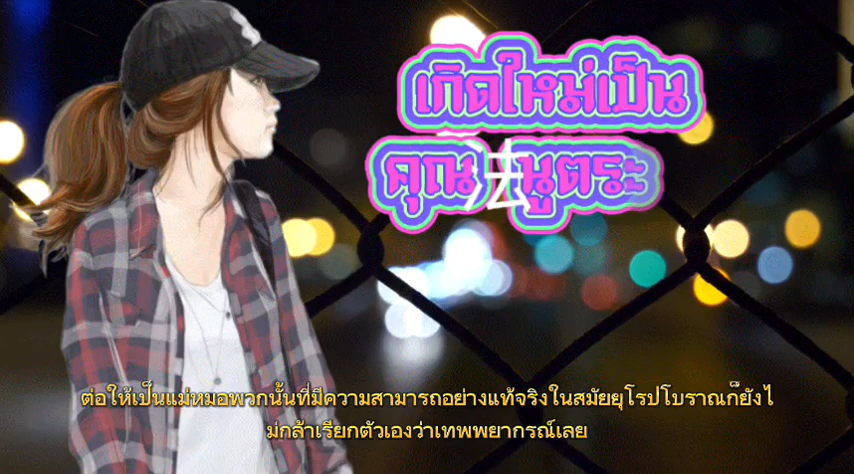 เกิดใหม่เป็น
คุณ法นูตระ
ต่อให้เป็นแม่หมอพวกนั้นที่มีความสามารถอย่างแท้จริงในสมัยยุโรปโบราณก็ยังไ
ม่กล้าเรียกตัวเองว่าเทพพยากรณ์เลย